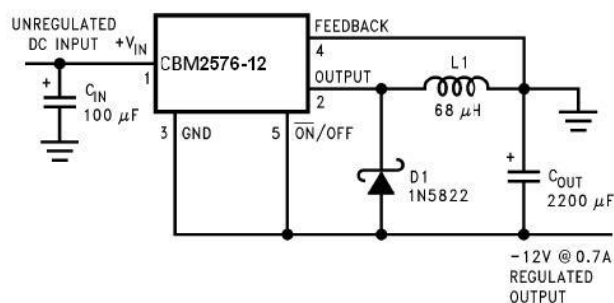 UNREGULATED
DC INPUT
+VIN
1
+
CIN
100 µF
CBM2576-12
FEEDBACK
4
OUTPUT
2
L1
68 µH
3
GND
5
ON/OFF
D1
1N5822
+
COUT
2200 µF
–12V @ 0.7A
REGULATED
OUTPUT